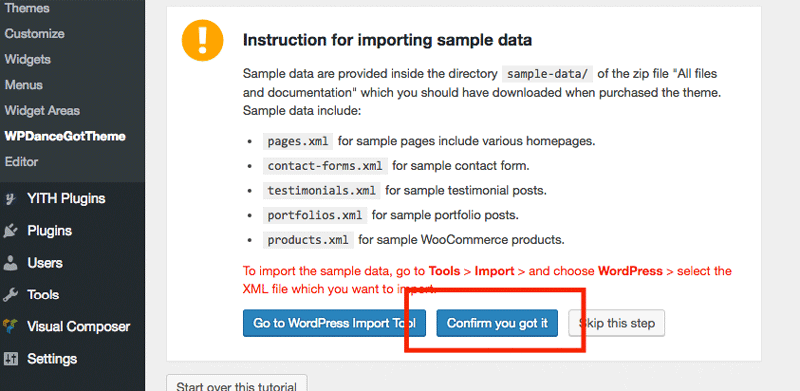 Themes
Customize
Widgets
Menus
Widget Areas
WPDanceGotTheme
Editor
YITH Plugins
Plugins
Users
Tools
Visual Composer
Settings
Instruction for importing sample data
Sample data are provided inside the directory sample-data/ of the zip file "All files
and documentation" which you should have downloaded when purchased the theme.
Sample data include:
• pages.xml for sample pages include various homepages.
• contact-forms.xml for sample contact form.
• testimonials.xml for sample testimonial posts.
• portfolios.xml for sample portfolio posts.
• products.xml for sample WooCommerce products.
To import the sample data, go to Tools > Import > and choose WordPress > select the
XML file which you want to import.
Go to WordPress Import Tool
Confirm you got it
Skip this step
Start over this tutorial